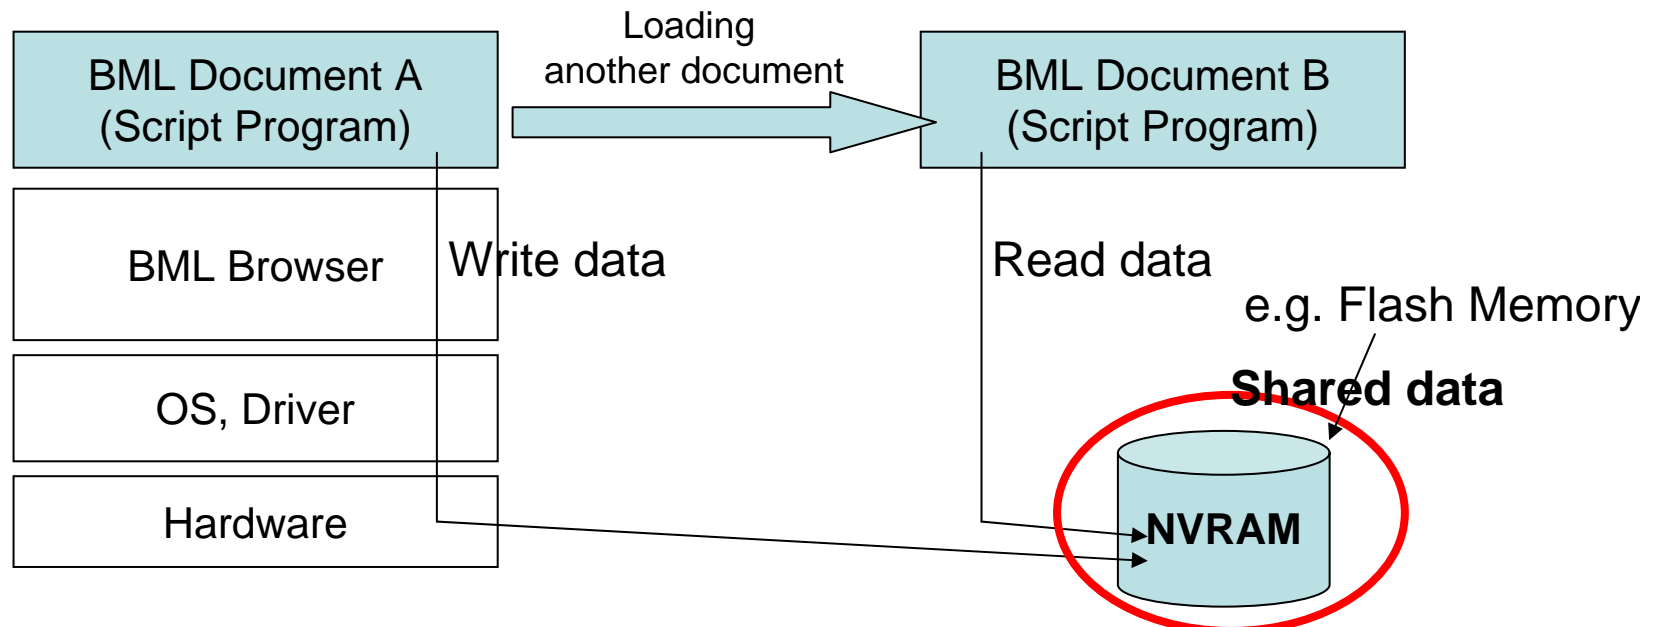 Loading
another document
BML Document A
(Script Program)
BML Document B
(Script Program)
BML Browser
Write data
Read data
e.g. Flash Memory
Shared data
OS, Driver
Hardware
NVRAM